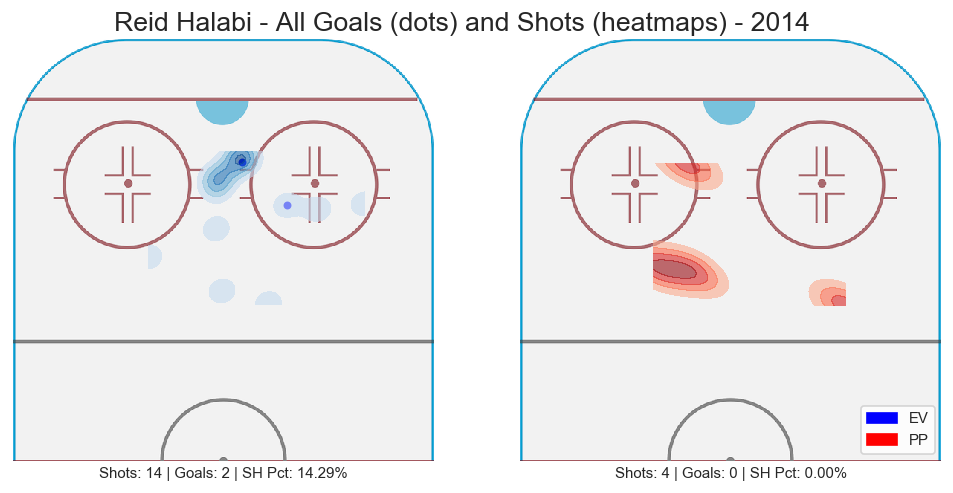 Reid Halabi - All Goals (dots) and Shots (heatmaps) - 2014
EV
PP
Shots: 14 | Goals: 2 | SH Pct: 14.29%
Shots: 4 | Goals: 0 | SH Pct: 0.00%